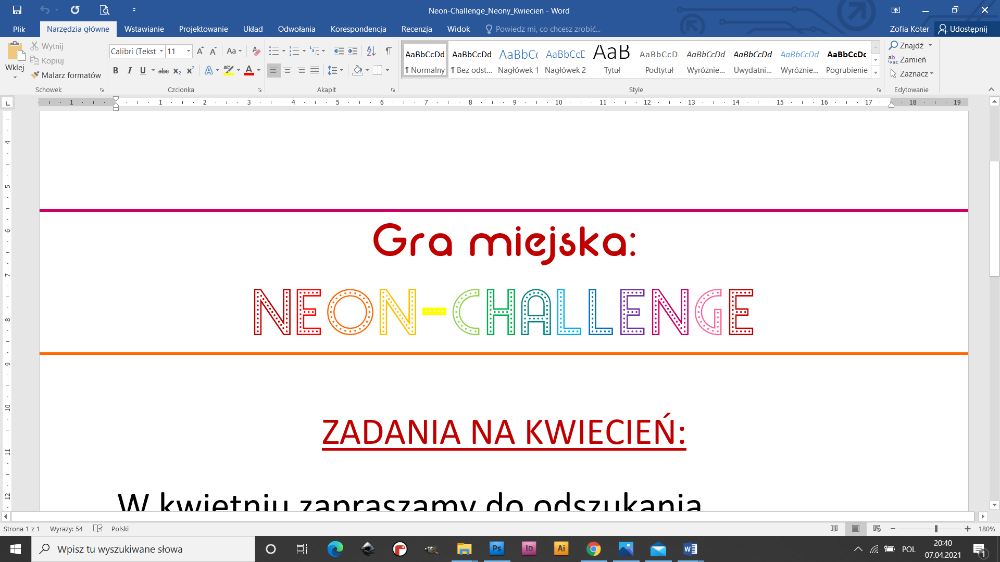 Neon-Challenge_Neony_Kwiecien - Word
Plik Narzędzia główne Wstawianie Projektowanie Układ Odwołania Korespondencja Recenzja Widok Powiedz mi, co chcesz zrobić... Zofia Koter Udostępnij
Wklej
Wytnij
Kopiuj
Malarz formatów
Schowek
Calibri (Tekst 11
Czcionka
Akapit
AaBbCcDd AaBbCcDd AaBbCc AaBbCcD AaB AaBbCcD AaBbCcDd AaBbCcDd AaBbCcDd AaBbCcDc
¶ Normalny ¶ Bez odst... Nagłówek 1 Nagłówek 2 Tytuł Podtytuł Wyróżnie... Uwydatni... Wyróżnie... Pogrubienie
Style
Znajdź
Zamień
Zaznacz
Edytowanie
1 1 2 3 4 5 6 7 8 9 10 11 12 13 14 15 16 17 18 19
4
5
6
7
8
9
10
11
12
Gra miejska:
NEON-CHALLENGE
ZADANIA NA KWIECIEŃ:
W kwietniu zapraszamy do odszukania
Strona 1 z 1 Wyrazy: 54 Polski 180%
Wpisz tu wyszukiwane słowa
Ps Id Ai
POL
20:40
07.04.2021
1